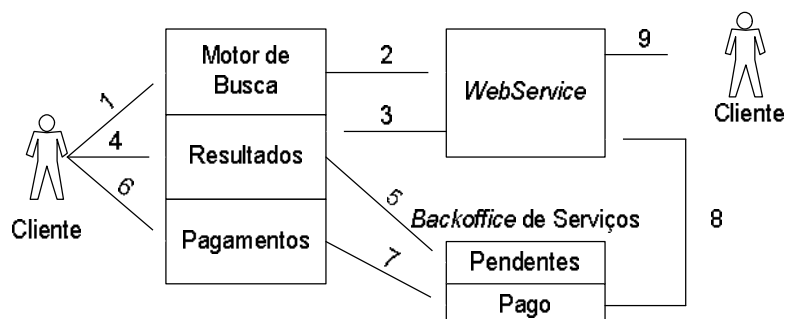 Motor de
Busca
2
WebService
9
Cliente
1
3
4
Resultados
6
5
Cliente
Backoffice de Serviços
8
Pagamentos
7
Pendentes
Pago